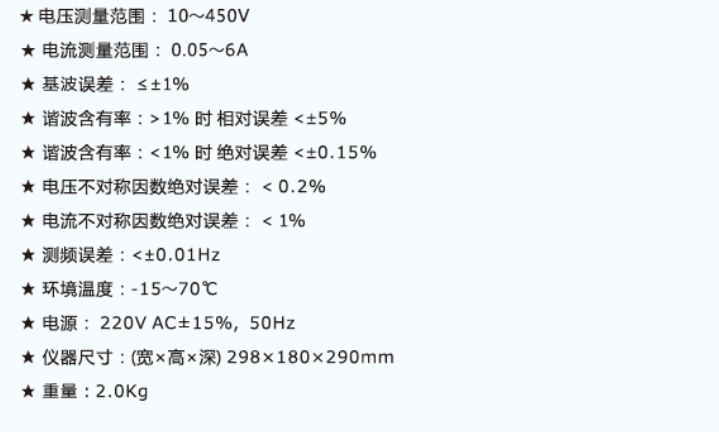 ★ 电压测量范围： 10～450V
★ 电流测量范围： 0.05～6A
★ 基波误差： ≤±1%
★ 谐波含有率：>1% 时 相对误差 <±5%
★ 谐波含有率：<1% 时 绝对误差 <±0.15%
★ 电压不对称因数绝对误差： < 0.2%
★ 电流不对称因数绝对误差： < 1%
★ 测频误差：<±0.01Hz
★ 环境温度：-15～70℃
★ 电源： 220V AC±15%，50Hz
★ 仪器尺寸：(宽×高×深) 298×180×290mm
★ 重量：2.0Kg